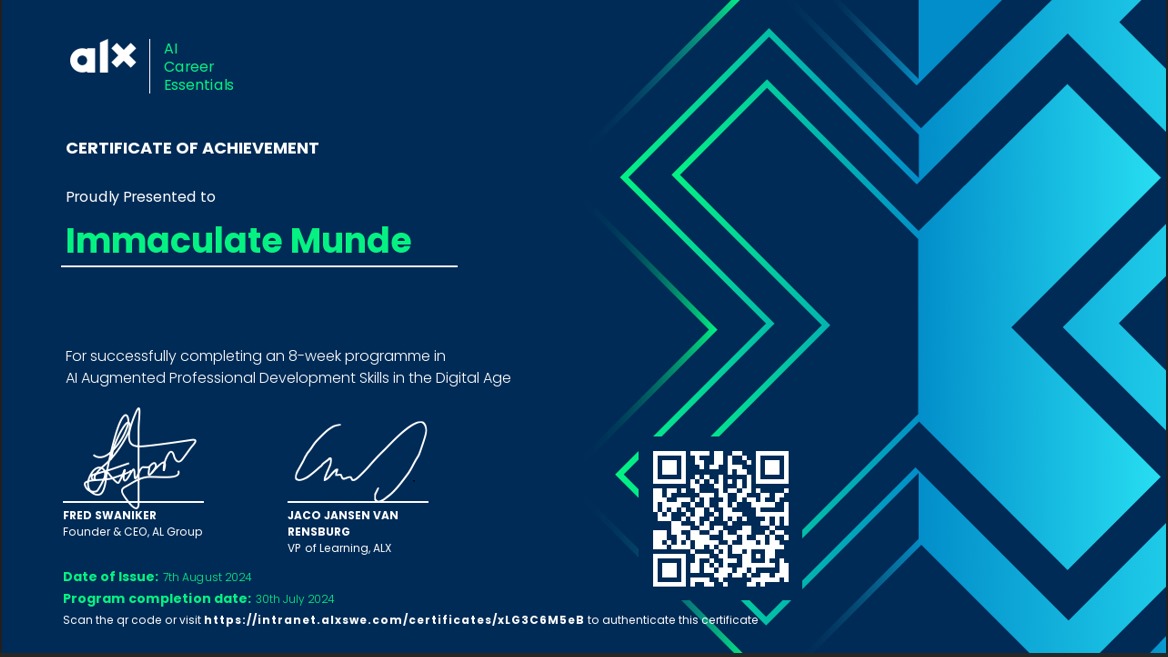 alx
AI
Career
Essentials
CERTIFICATE OF ACHIEVEMENT
Proudly Presented to
Immaculate Munde
For successfully completing an 8-week programme in
AI Augmented Professional Development Skills in the Digital Age
FRED SWANIKER
Founder & CEO, AL Group
JACO JANSEN VAN
RENSBURG
VP of Learning, ALX
Date of Issue: 7th August 2024
Program completion date: 30th July 2024
Scan the qr code or visit https://intranet.alxswe.com/certificates/xLG3C6M5eB to authenticate this certificate